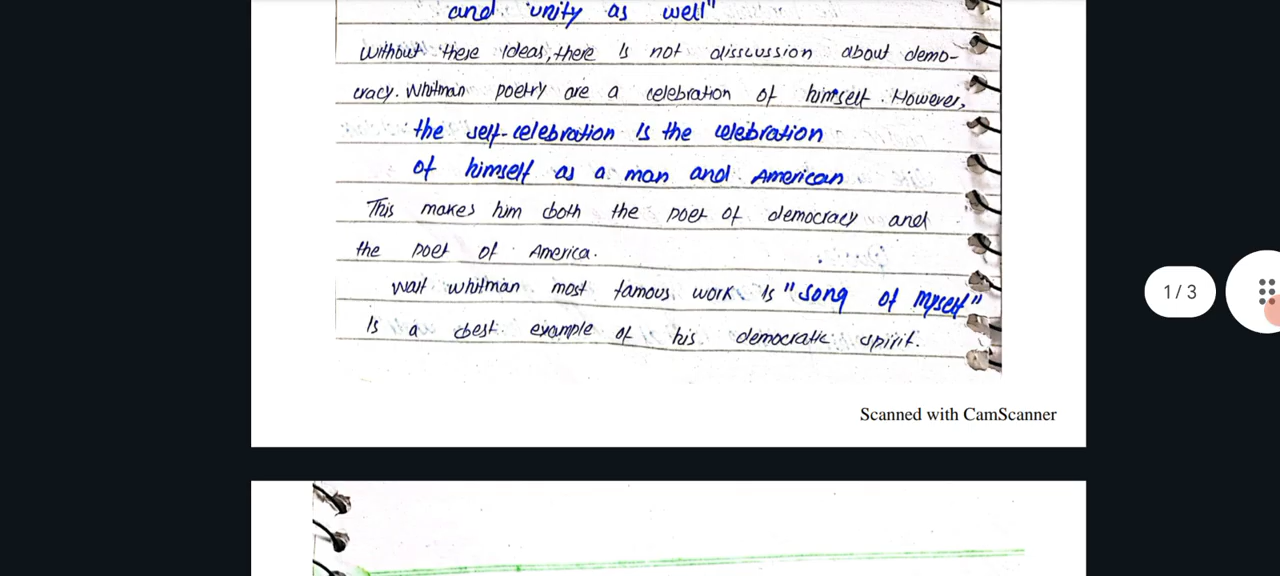 and unity as well"
without these ideas, there is not disscussion about demo-
cracy. Whitman poetry are a celebration of himself. However,
the self-celebration is the celebration
of himself as a man and American
This makes him both the poet of democracy and
the poet of America.
walt whitman most famous work is "song of myself"
Is a best example of his democratic spirit.
Scanned with CamScanner
1 / 3